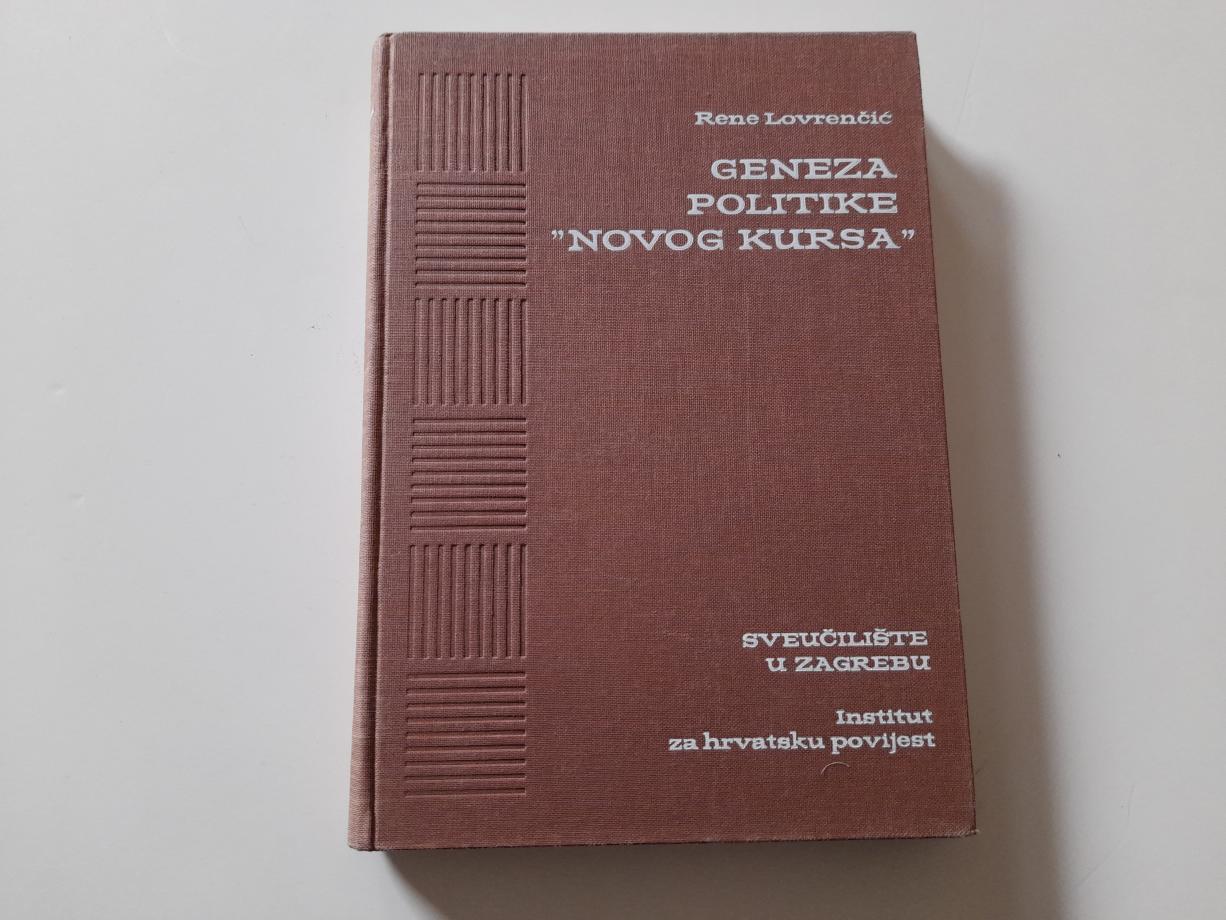 Rene Lovrenčić
GENEZA
POLITIKE
”NOVOG KURSA”
SVEUČILIŠTE
U ZAGREBU
Institut
za hrvatsku povijest